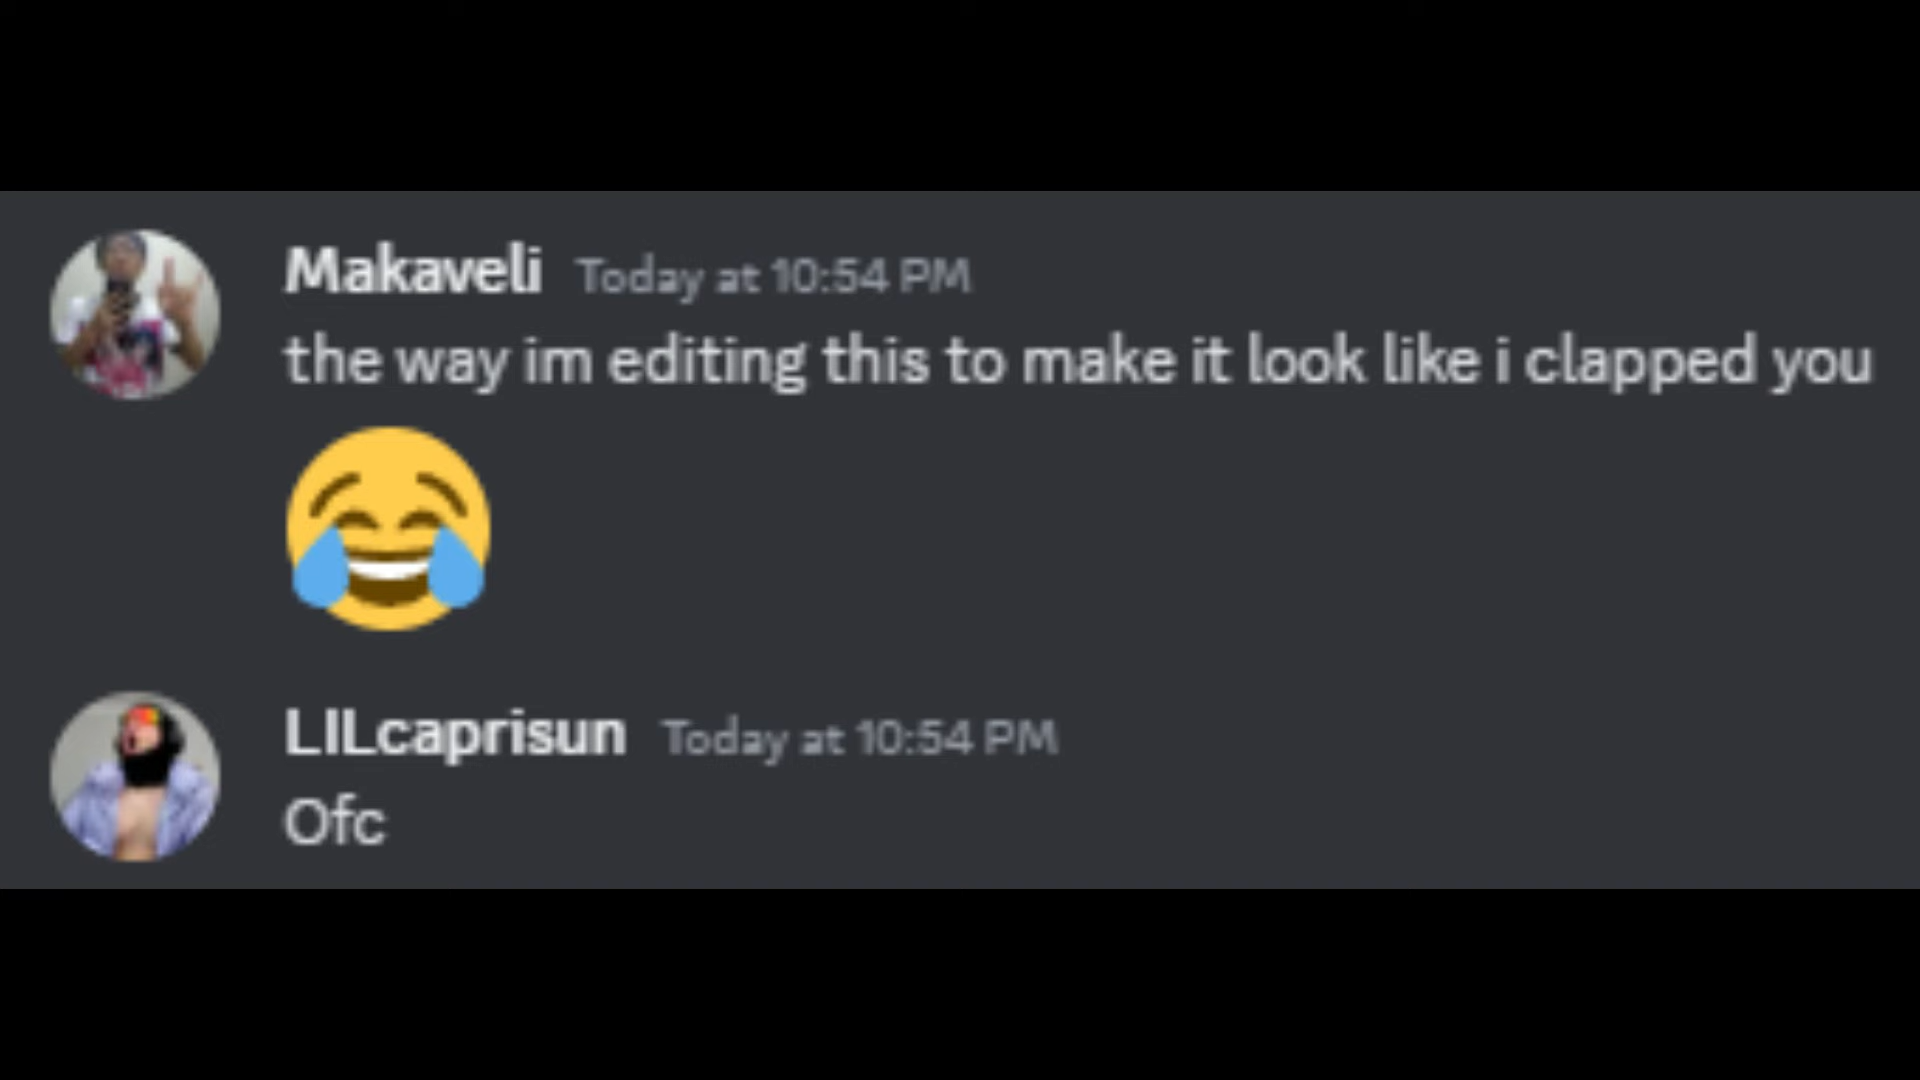 Makaveli Today at 10:54 PM
the way im editing this to make it look like i clapped you
😂
LILcaprisun Today at 10:54 PM
Ofc